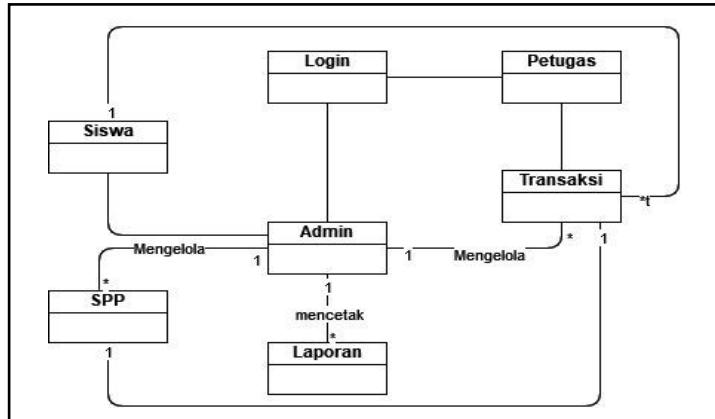 Login
Petugas
1
Siswa
Transaksi
*t
Admin
*
1
Mengelola
1
1
Mengelola
*
1
SPP
mencetak
*
1
Laporan